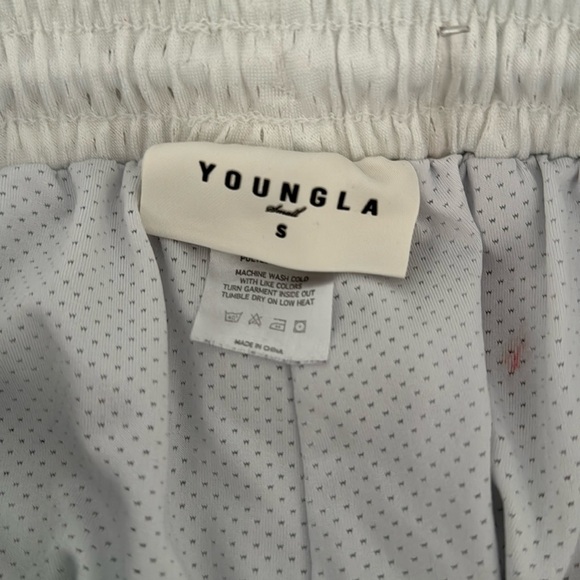 YOUNGLA
S
MACHINE WASH COLD
WITH LIKE COLORS
TURN GARMENT INSIDE OUT
TUMBLE DRY ON LOW HEAT
MADE IN CHINA